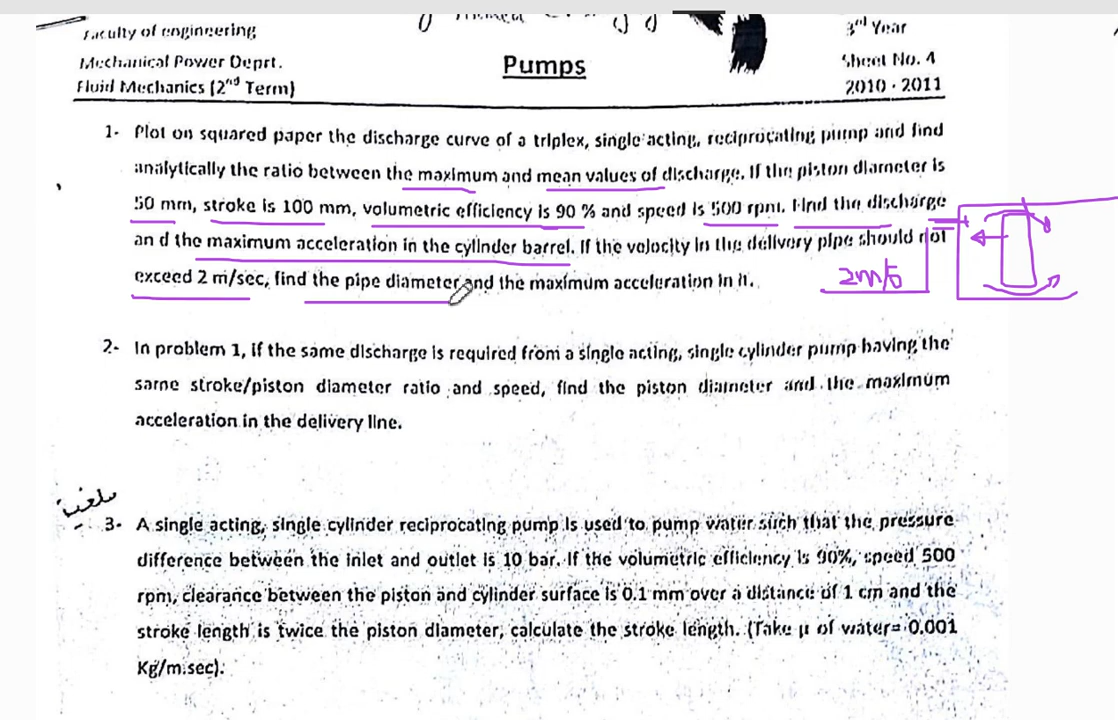 Faculty of engineering
3rd Year
Mechanical Power Deprt.
Pumps
Sheet No. 4
Fluid Mechanics (2nd Term)
2010 - 2011
1- Plot on squared paper the discharge curve of a triplex, single acting, reciprocating pump and find
analytically the ratio between the maximum and mean values of discharge. If the piston diameter is
50 mm, stroke is 100 mm, volumetric efficiency is 90 % and speed is 500 rpm. Find the discharge
an d the maximum acceleration in the cylinder barrel. If the velocity in the delivery pipe should not
exceed 2 m/sec, find the pipe diameter and the maximum acceleration in it.
2m/s
2- In problem 1, if the same discharge is required from a single acting, single cylinder pump having the
same stroke/piston diameter ratio and speed, find the piston diameter and the maximum
acceleration in the delivery line.
3- A single acting, single cylinder reciprocating pump is used to pump water such that the pressure
difference between the inlet and outlet is 10 bar. If the volumetric efficiency is 90%, speed 500
rpm, clearance between the piston and cylinder surface is 0.1 mm over a distance of 1 cm and the
stroke length is twice the piston diameter, calculate the stroke length. (Take μ of water= 0.001
Kg/m.sec).